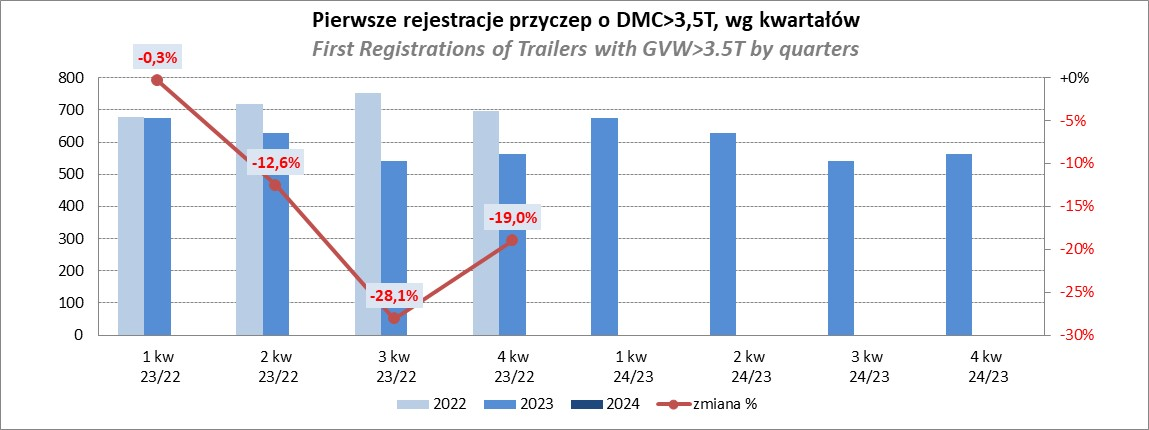 Pierwsze rejestracje przyczep o DMC>3,5T, wg kwartałów
First Registrations of Trailers with GVW>3.5T by quarters
-0,3%
800 +0%
700 -5%
600 -10%
500 -15%
400 -20%
300 -25%
200 -30%
100
0
-12,6%
-28,1%
-19,0%
1 kw 2 kw 3 kw 4 kw 1 kw 2 kw 3 kw 4 kw
23/22 23/22 23/22 23/22 24/23 24/23 24/23 24/23
2022 2023 2024 zmiana %